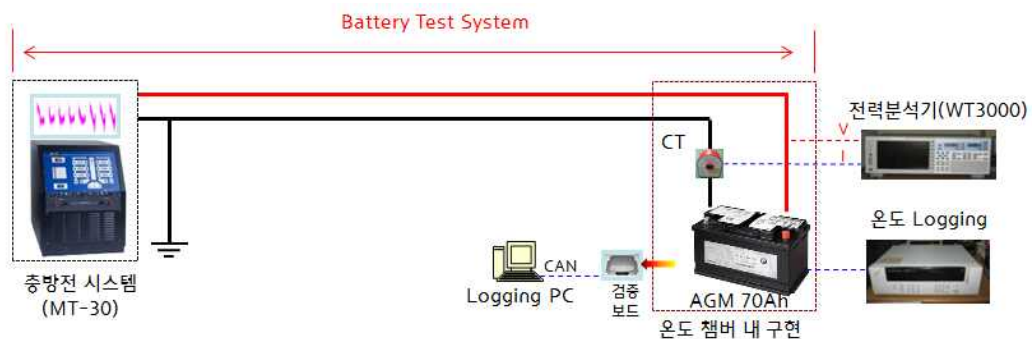 Battery Test System
전력분석기(WT3000)
V
I
CT
온도 Logging
충방전 시스템
(MT-30)
CAN
Logging PC
검증
보드
AGM 70Ah
온도 챔버 내 구현